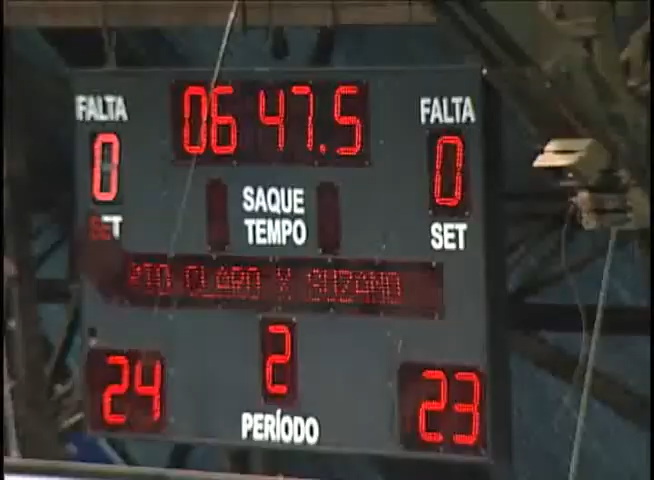 06 47.5
FALTA FALTA
0 0
SAQUE
TEMPO
SET SET
RIO CLARO X SUZANO
24 2 23
PERÍODO